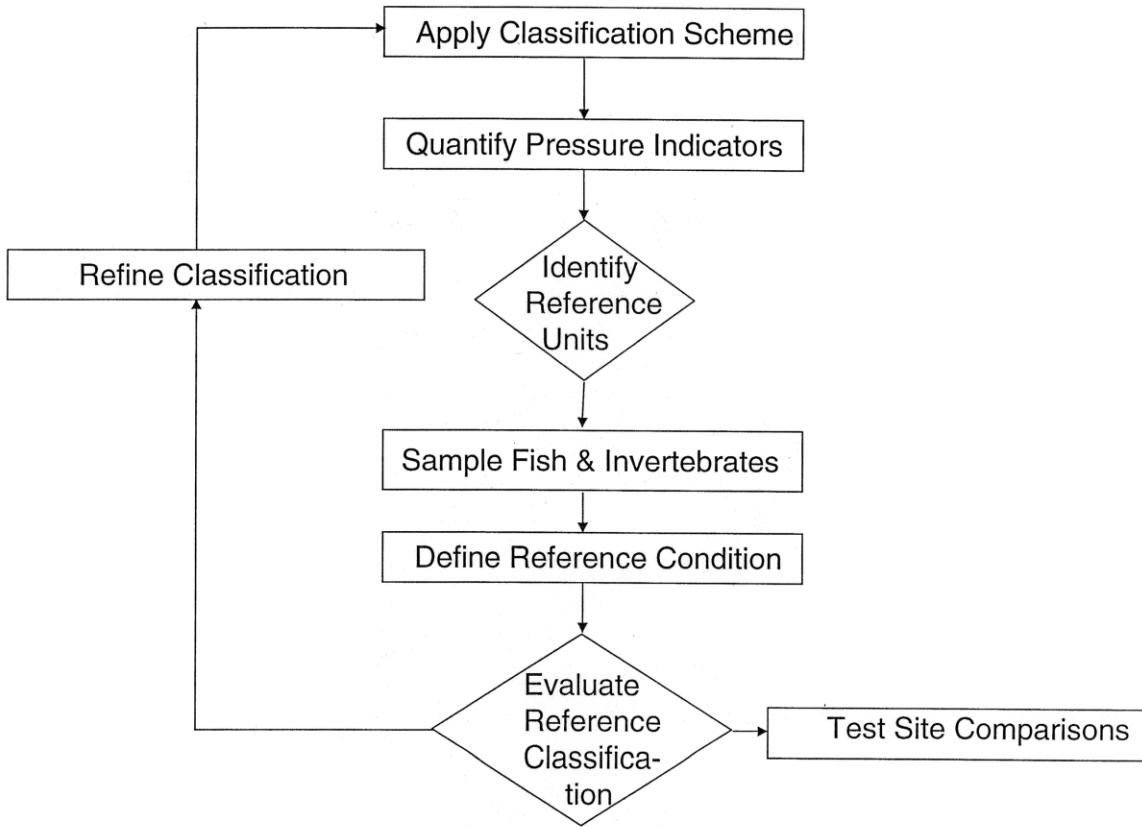 Apply Classification Scheme
Quantify Pressure Indicators
Identify
Reference
Units
Refine Classification
Sample Fish & Invertebrates
Define Reference Condition
Evaluate
Reference
Classifica-
tion
Test Site Comparisons